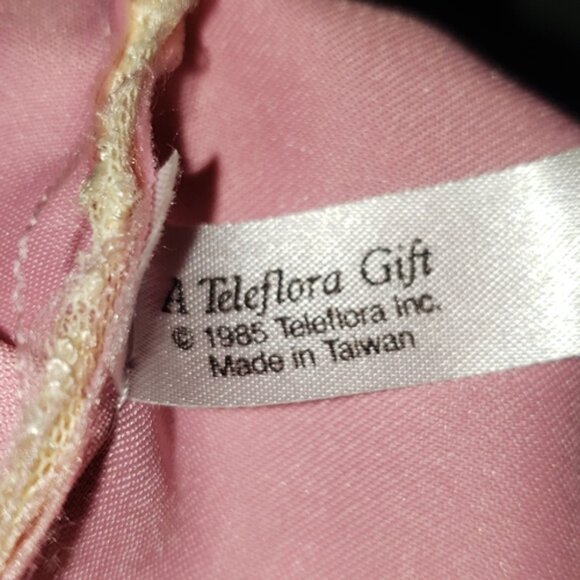 A Teleflora Gift
© 1985 Teleflora Inc.
Made in Taiwan